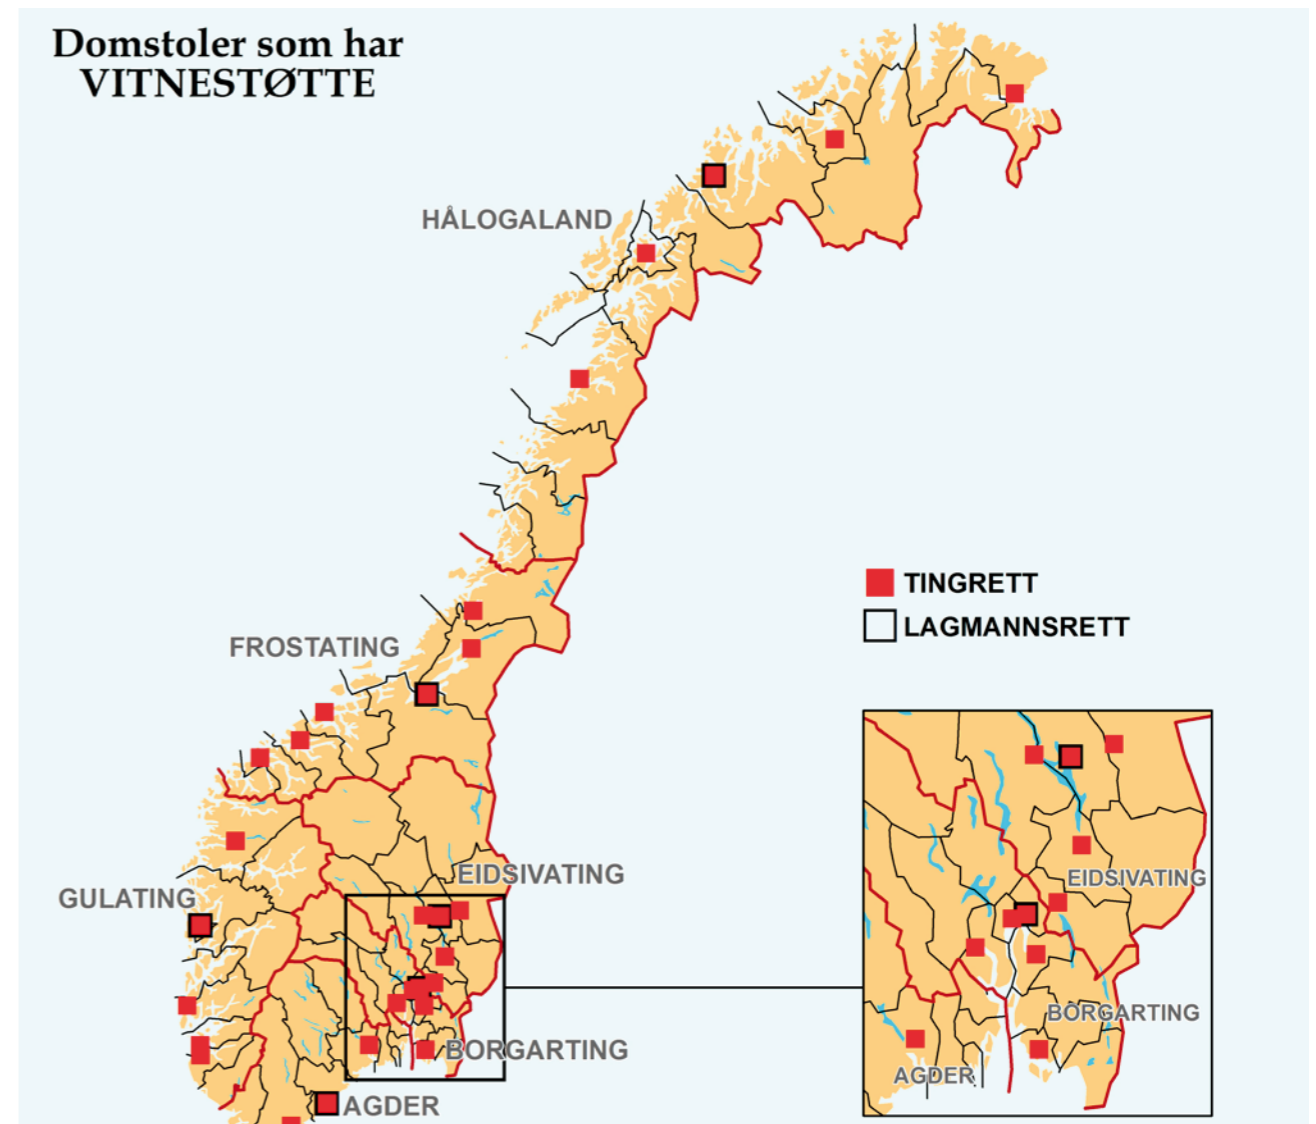 Domstoler som har
VITNESTØTTE
HÅLOGALAND
TINGRETT
LAGMANNSRETT
FROSTATING
EIDSIVATING
GULATING
BORGARTING
AGDER
EIDSIVATING
BORGARTING
AGDER